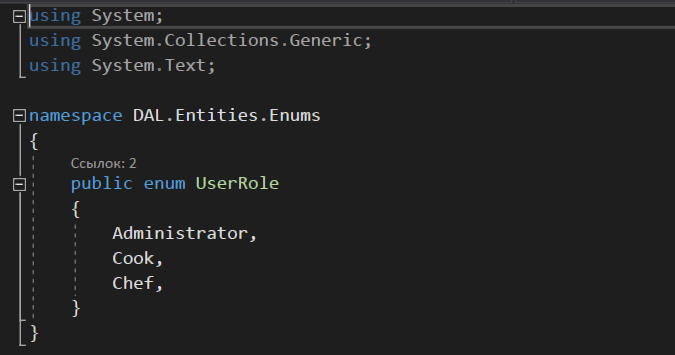 using System;
using System.Collections.Generic;
using System.Text;
namespace DAL.Entities.Enums
{
Ссылок: 2
public enum UserRole
{
Administrator,
Cook,
Chef,
}
}